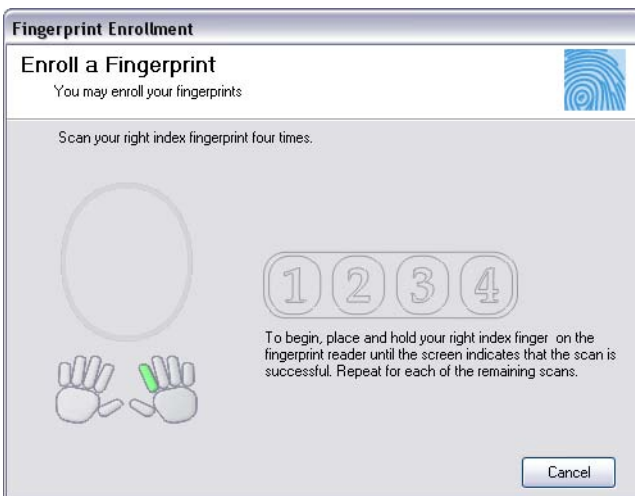 Fingerprint Enrollment
Enroll a Fingerprint
You may enroll your fingerprints
Scan your right index fingerprint four times.
1 2 3 4
To begin, place and hold your right index finger on the
fingerprint reader until the screen indicates that the scan is
successful. Repeat for each of the remaining scans.
Cancel